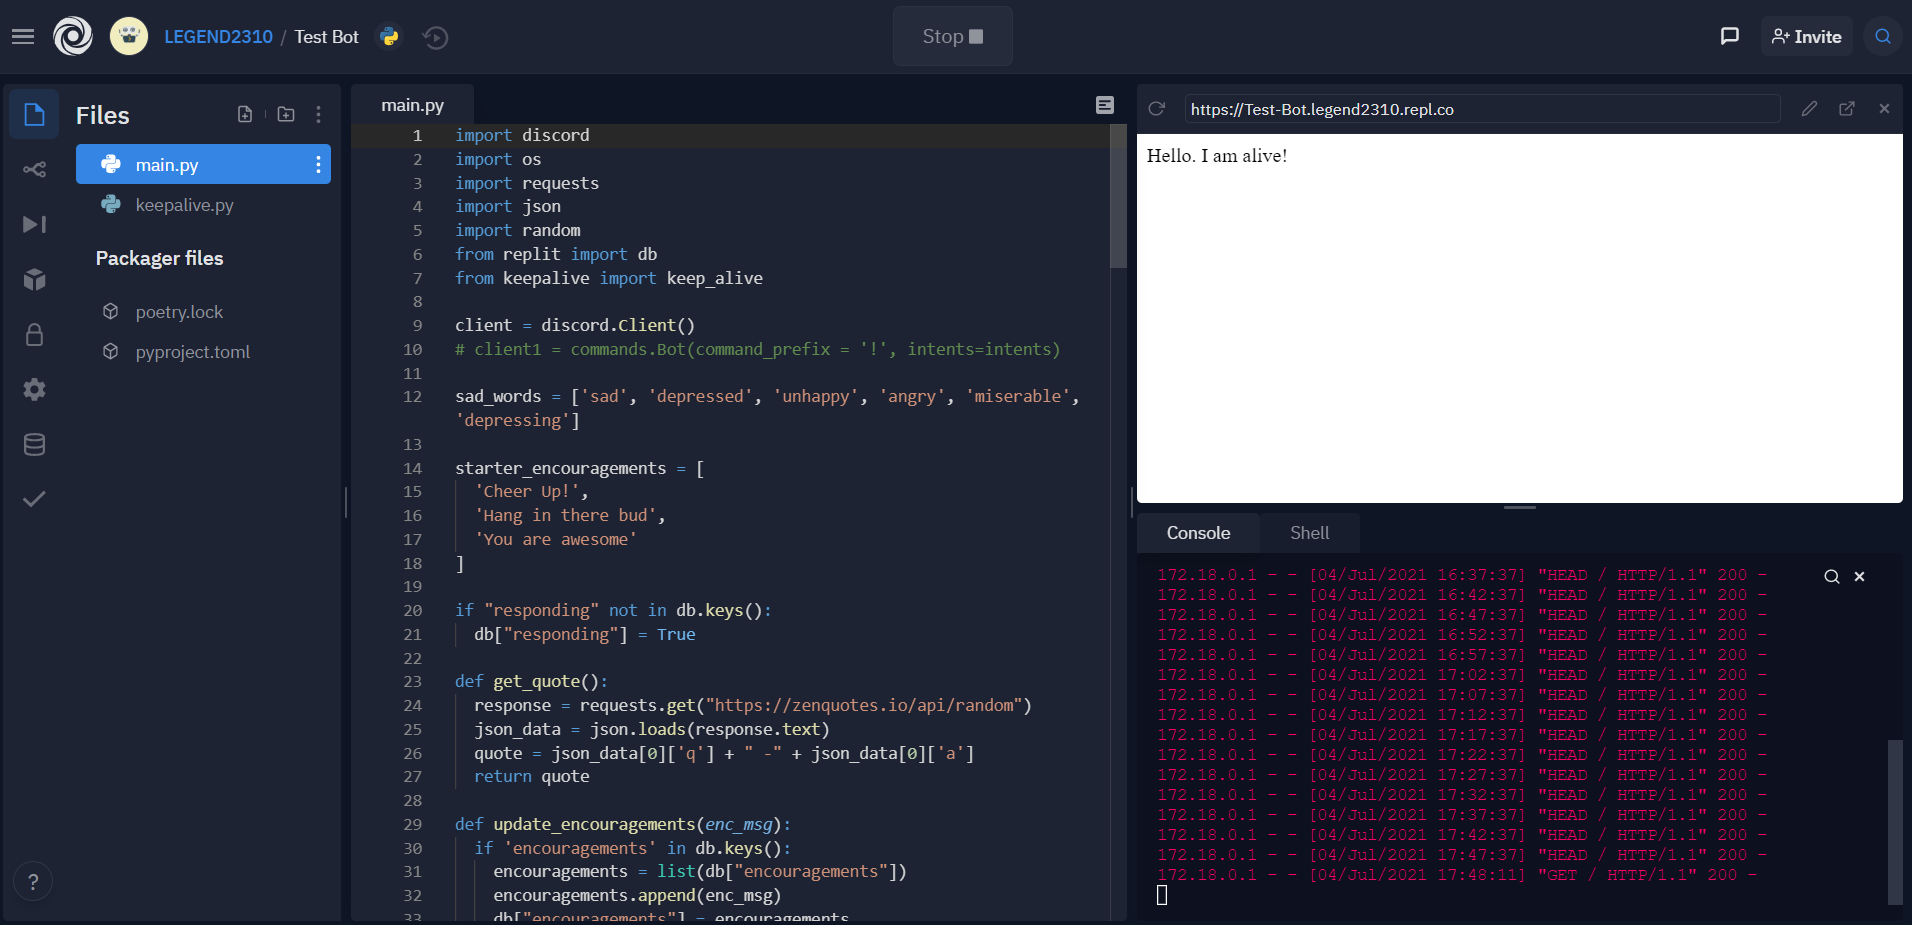 LEGEND2310 / Test Bot
Stop
Invite
Files
main.py
keepalive.py
Packager files
poetry.lock
pyproject.toml
?
main.py
1 import discord
2 import os
3 import requests
4 import json
5 import random
6 from replit import db
7 from keepalive import keep_alive
8
9 client = discord.Client()
10 # client1 = commands.Bot(command_prefix = '!', intents=intents)
11
12 sad_words = ['sad', 'depressed', 'unhappy', 'angry', 'miserable',
'depressing']
13
14 starter_encouragements = [
15 'Cheer Up!',
16 'Hang in there bud',
17 'You are awesome'
18 ]
19
20 if "responding" not in db.keys():
21 db["responding"] = True
22
23 def get_quote():
24 response = requests.get("https://zenquotes.io/api/random")
25 json_data = json.loads(response.text)
26 quote = json_data[0]['q'] + " -" + json_data[0]['a']
27 return quote
28
29 def update_encouragements(enc_msg):
30 if 'encouragements' in db.keys():
31 encouragements = list(db["encouragements"])
32 encouragements.append(enc_msg)
33 db["encouragements"] = encouragements
https://Test-Bot.legend2310.repl.co
Hello. I am alive!
Console
Shell
172.18.0.1 - - [04/Jul/2021 16:37:37] "HEAD / HTTP/1.1" 200 -
172.18.0.1 - - [04/Jul/2021 16:42:37] "HEAD / HTTP/1.1" 200 -
172.18.0.1 - - [04/Jul/2021 16:47:37] "HEAD / HTTP/1.1" 200 -
172.18.0.1 - - [04/Jul/2021 16:52:37] "HEAD / HTTP/1.1" 200 -
172.18.0.1 - - [04/Jul/2021 16:57:37] "HEAD / HTTP/1.1" 200 -
172.18.0.1 - - [04/Jul/2021 17:02:37] "HEAD / HTTP/1.1" 200 -
172.18.0.1 - - [04/Jul/2021 17:07:37] "HEAD / HTTP/1.1" 200 -
172.18.0.1 - - [04/Jul/2021 17:12:37] "HEAD / HTTP/1.1" 200 -
172.18.0.1 - - [04/Jul/2021 17:17:37] "HEAD / HTTP/1.1" 200 -
172.18.0.1 - - [04/Jul/2021 17:22:37] "HEAD / HTTP/1.1" 200 -
172.18.0.1 - - [04/Jul/2021 17:27:37] "HEAD / HTTP/1.1" 200 -
172.18.0.1 - - [04/Jul/2021 17:32:37] "HEAD / HTTP/1.1" 200 -
172.18.0.1 - - [04/Jul/2021 17:37:37] "HEAD / HTTP/1.1" 200 -
172.18.0.1 - - [04/Jul/2021 17:42:37] "HEAD / HTTP/1.1" 200 -
172.18.0.1 - - [04/Jul/2021 17:47:37] "HEAD / HTTP/1.1" 200 -
172.18.0.1 - - [04/Jul/2021 17:48:11] "GET / HTTP/1.1" 200 -